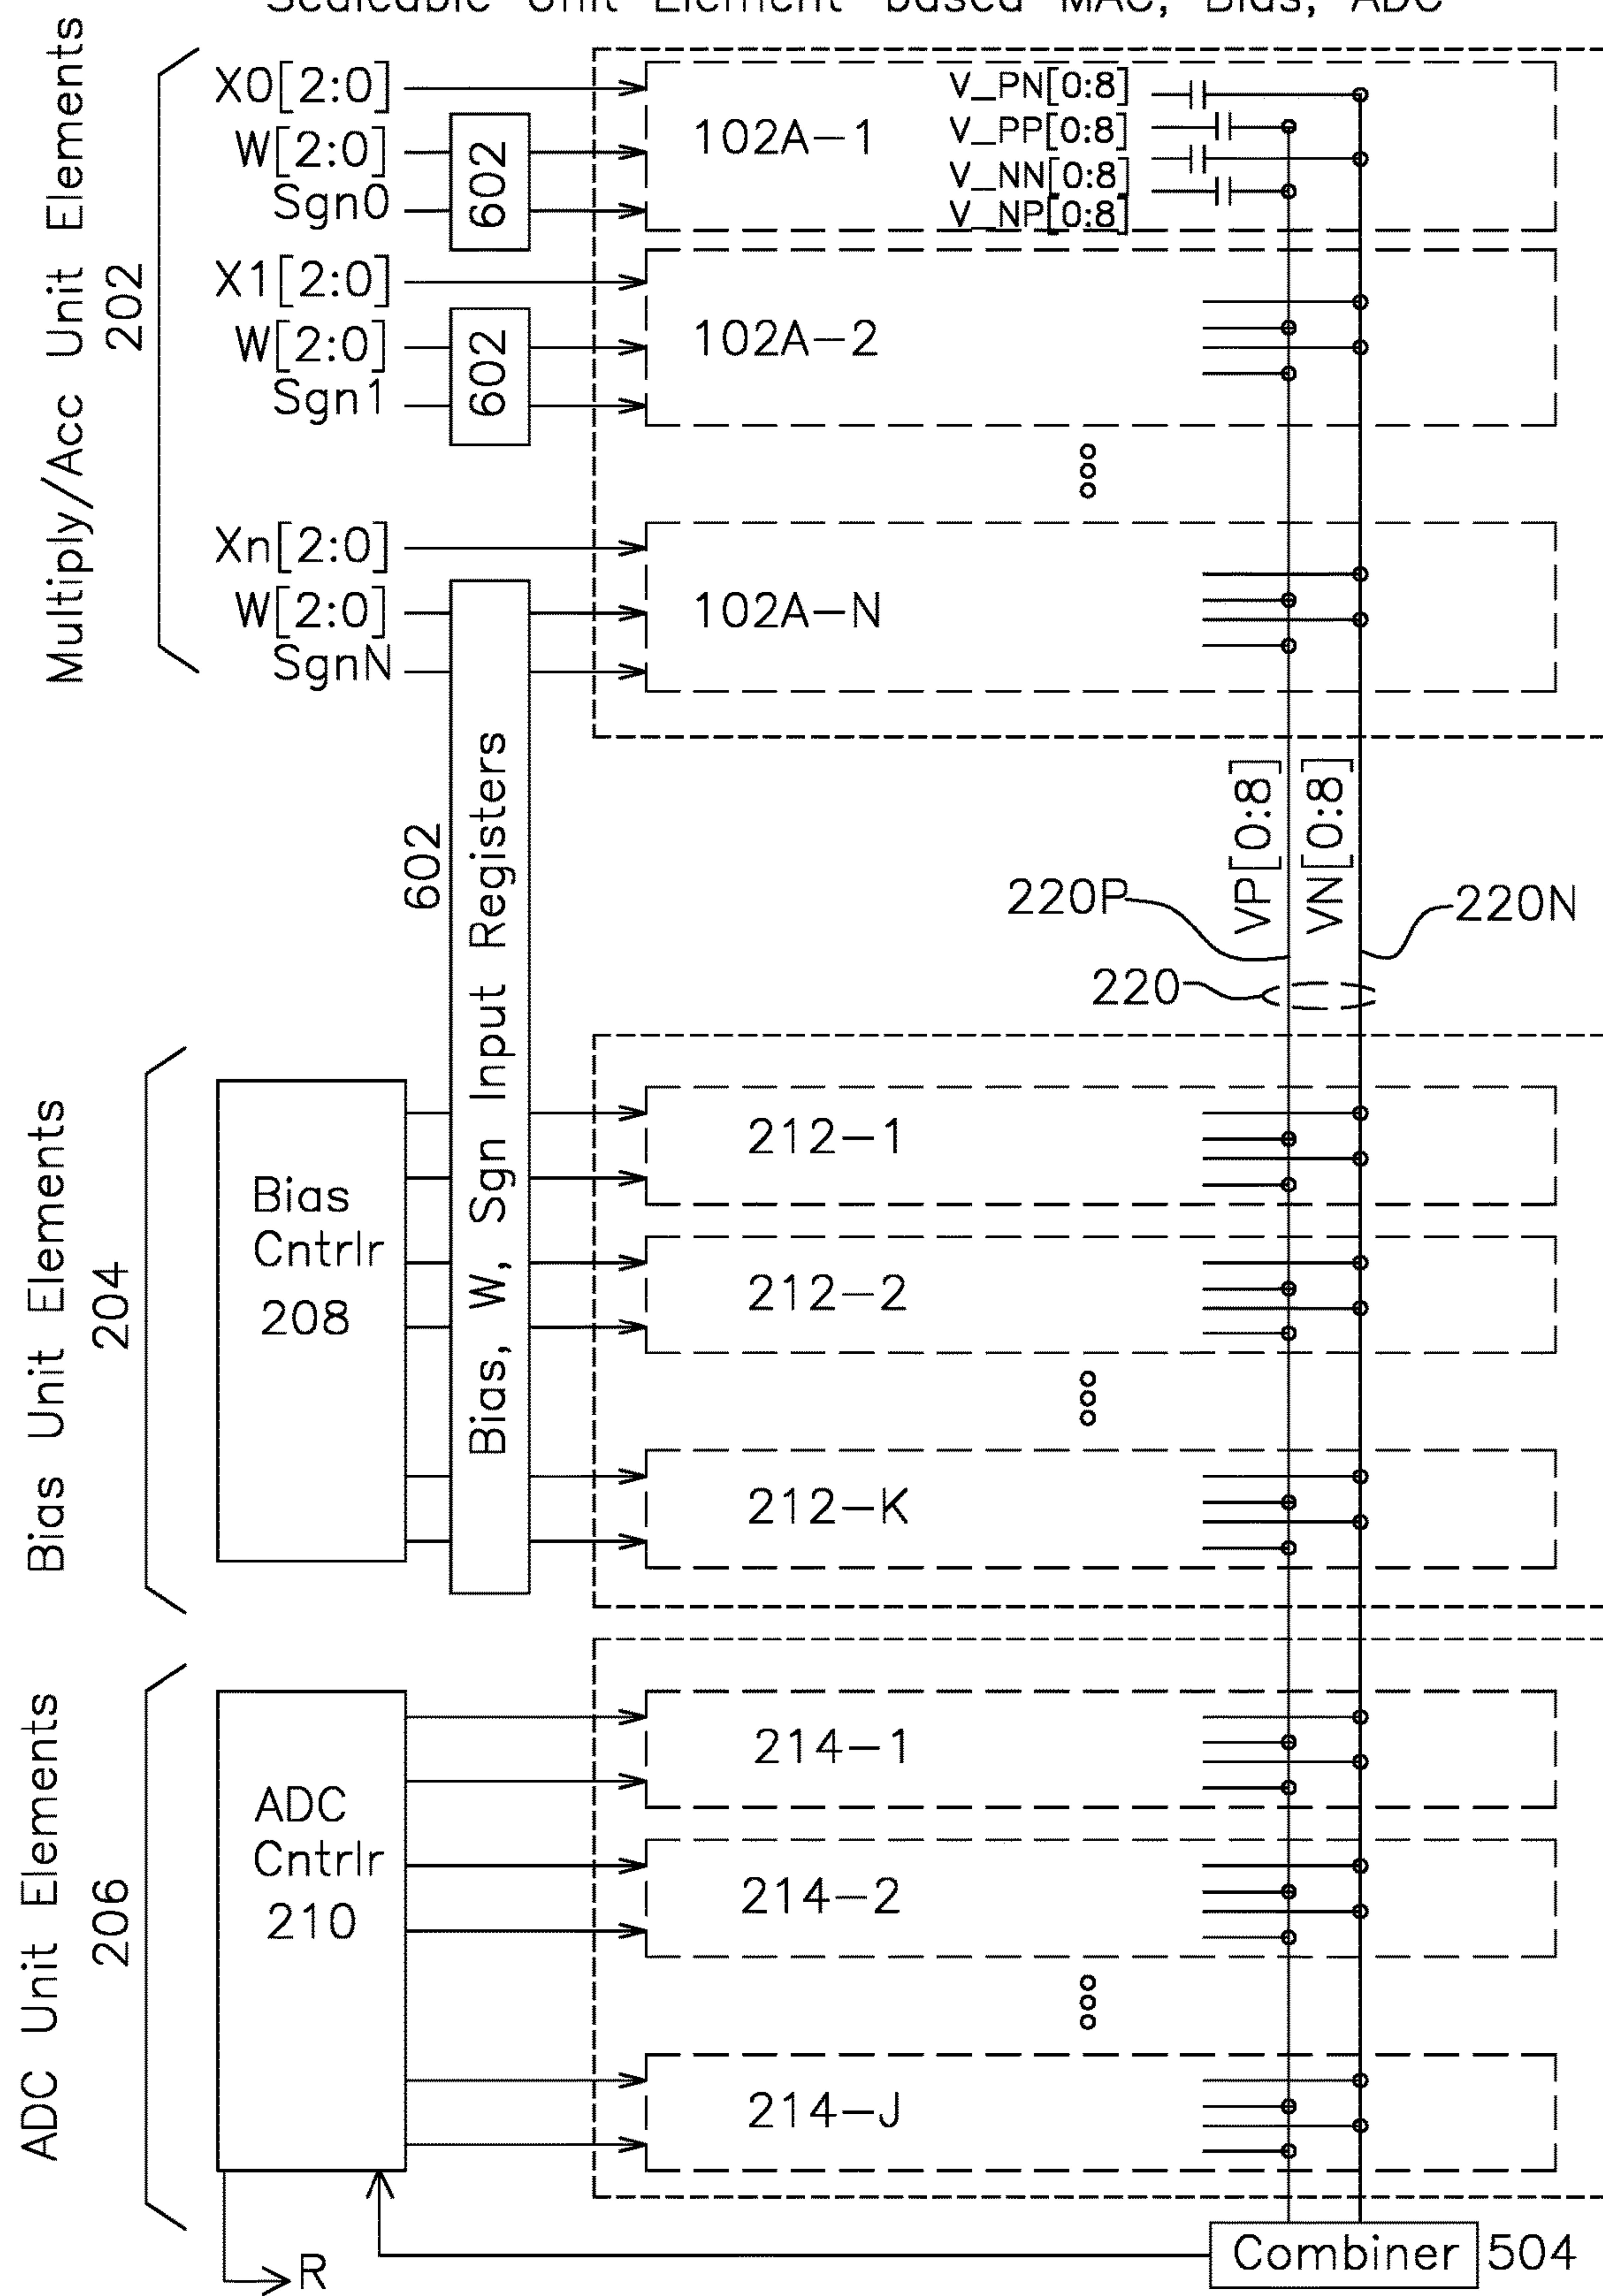 Scaleable Unit Element based MAC, Bias, ADC
Multiply/Acc Unit Elements
202
X0[2:0]
W[2:0]
Sgn0
602
102A-1
V_PN[0:8]
V_PP[0:8]
V_NN[0:8]
V_NP[0:8]
X1[2:0]
W[2:0]
Sgn1
602
102A-2
Xn[2:0]
W[2:0]
SgnN
102A-N
602
Bias, W, Sgn Input Registers
VP[0:8]
VN[0:8]
220P
220N
220
Bias Unit Elements
204
Bias
Cntrlr
208
212-1
212-2
212-K
ADC Unit Elements
206
ADC
Cntrlr
210
214-1
214-2
214-J
R
Combiner
504